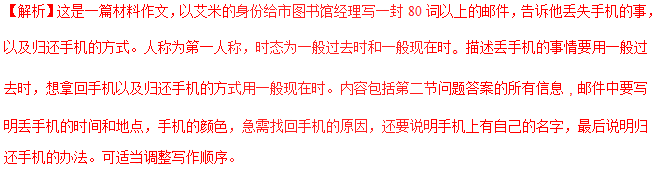 【解析】这是一篇材料作文，以艾米的身份给市图书馆经理写一封 80 词以上的邮件，告诉他丢失手机的事，
以及归还手机的方式。人称为第一人称，时态为一般过去时和一般现在时。描述丢手机的事情要用一般过
去时，想拿回手机以及归还手机的方式用一般现在时。内容包括第二节问题答案的所有信息，邮件中要写
明丢手机的时间和地点，手机的颜色，急需找回手机的原因，还要说明手机上有自己的名字，最后说明归
还手机的办法。可适当调整写作顺序。